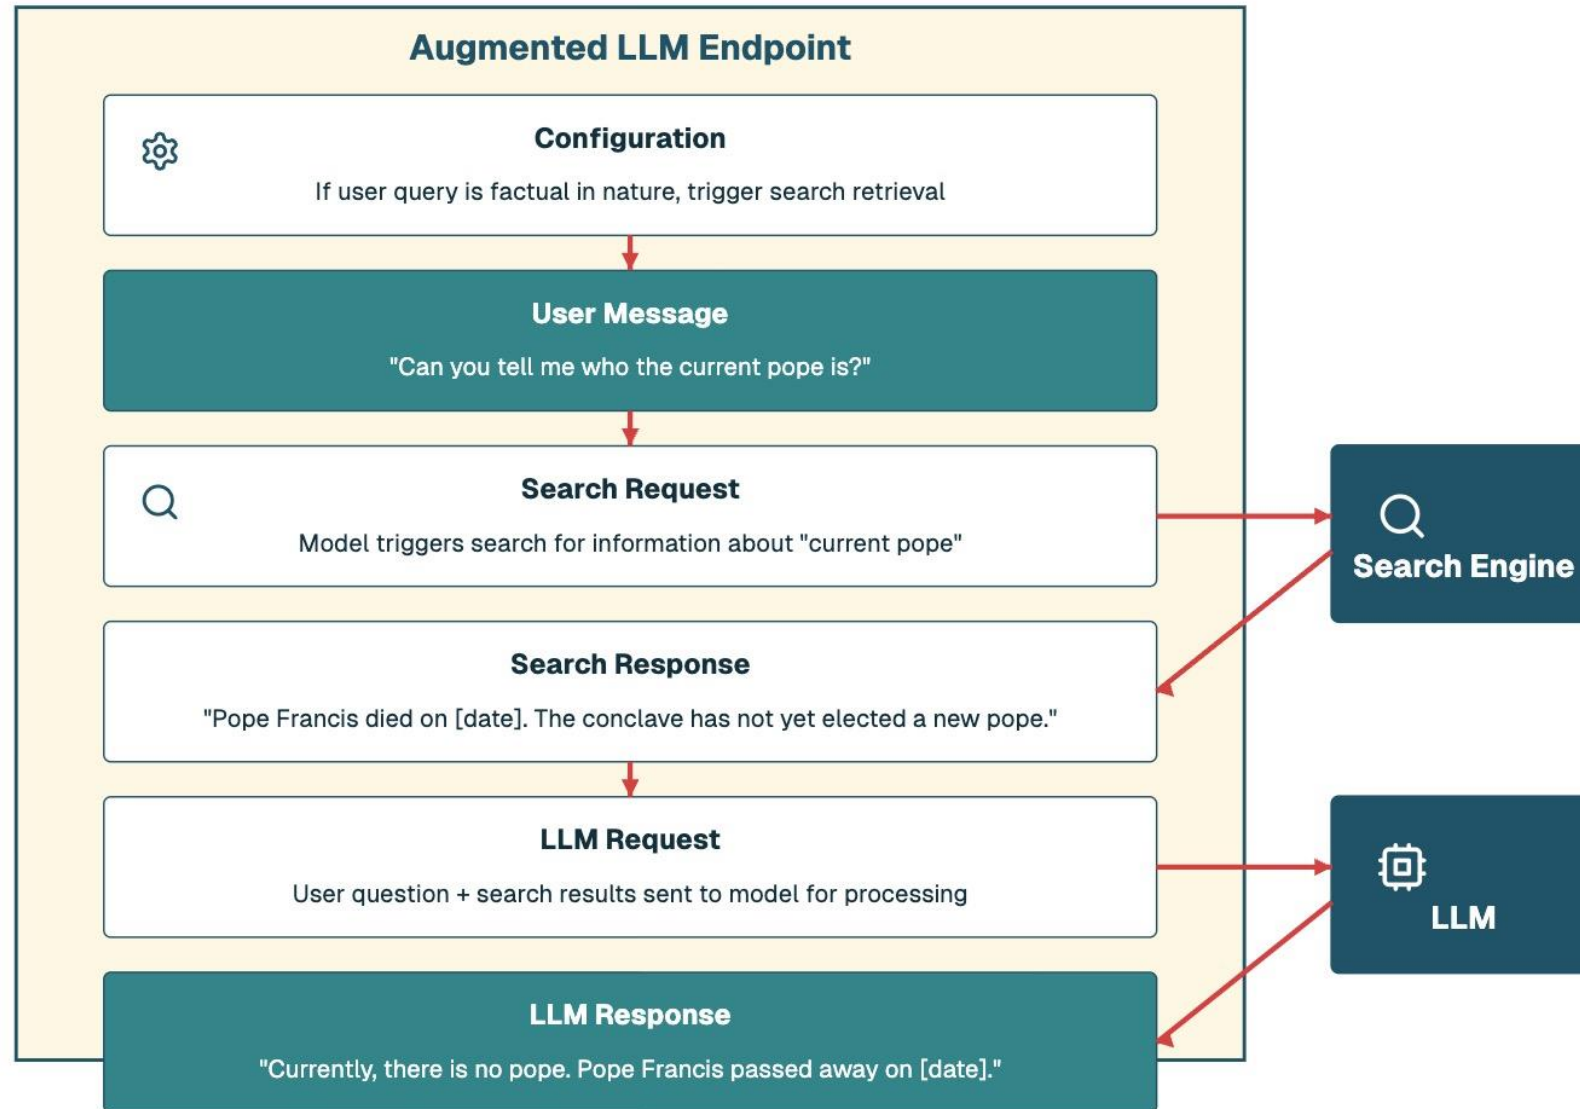 Augmented LLM Endpoint
Configuration
If user query is factual in nature, trigger search retrieval
User Message
"Can you tell me who the current pope is?"
Search Request
Model triggers search for information about "current pope"
Search Engine
Search Response
"Pope Francis died on [date]. The conclave has not yet elected a new pope."
LLM Request
User question + search results sent to model for processing
LLM
LLM Response
"Currently, there is no pope. Pope Francis passed away on [date]."